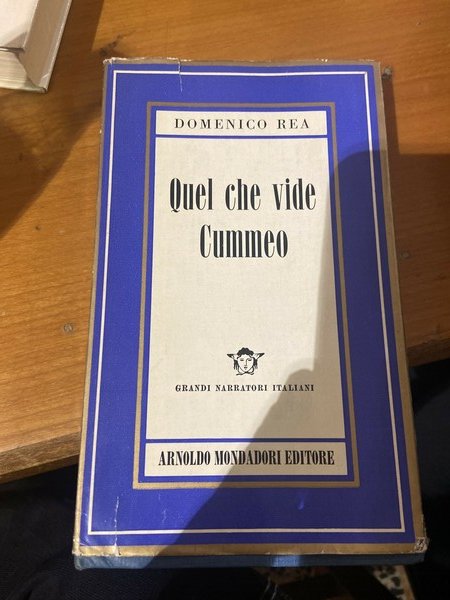 DOMENICO REA
Quel che vide
Cummeo
GRANDI NARRATORI ITALIANI
ARNOLDO MONDADORI EDITORE